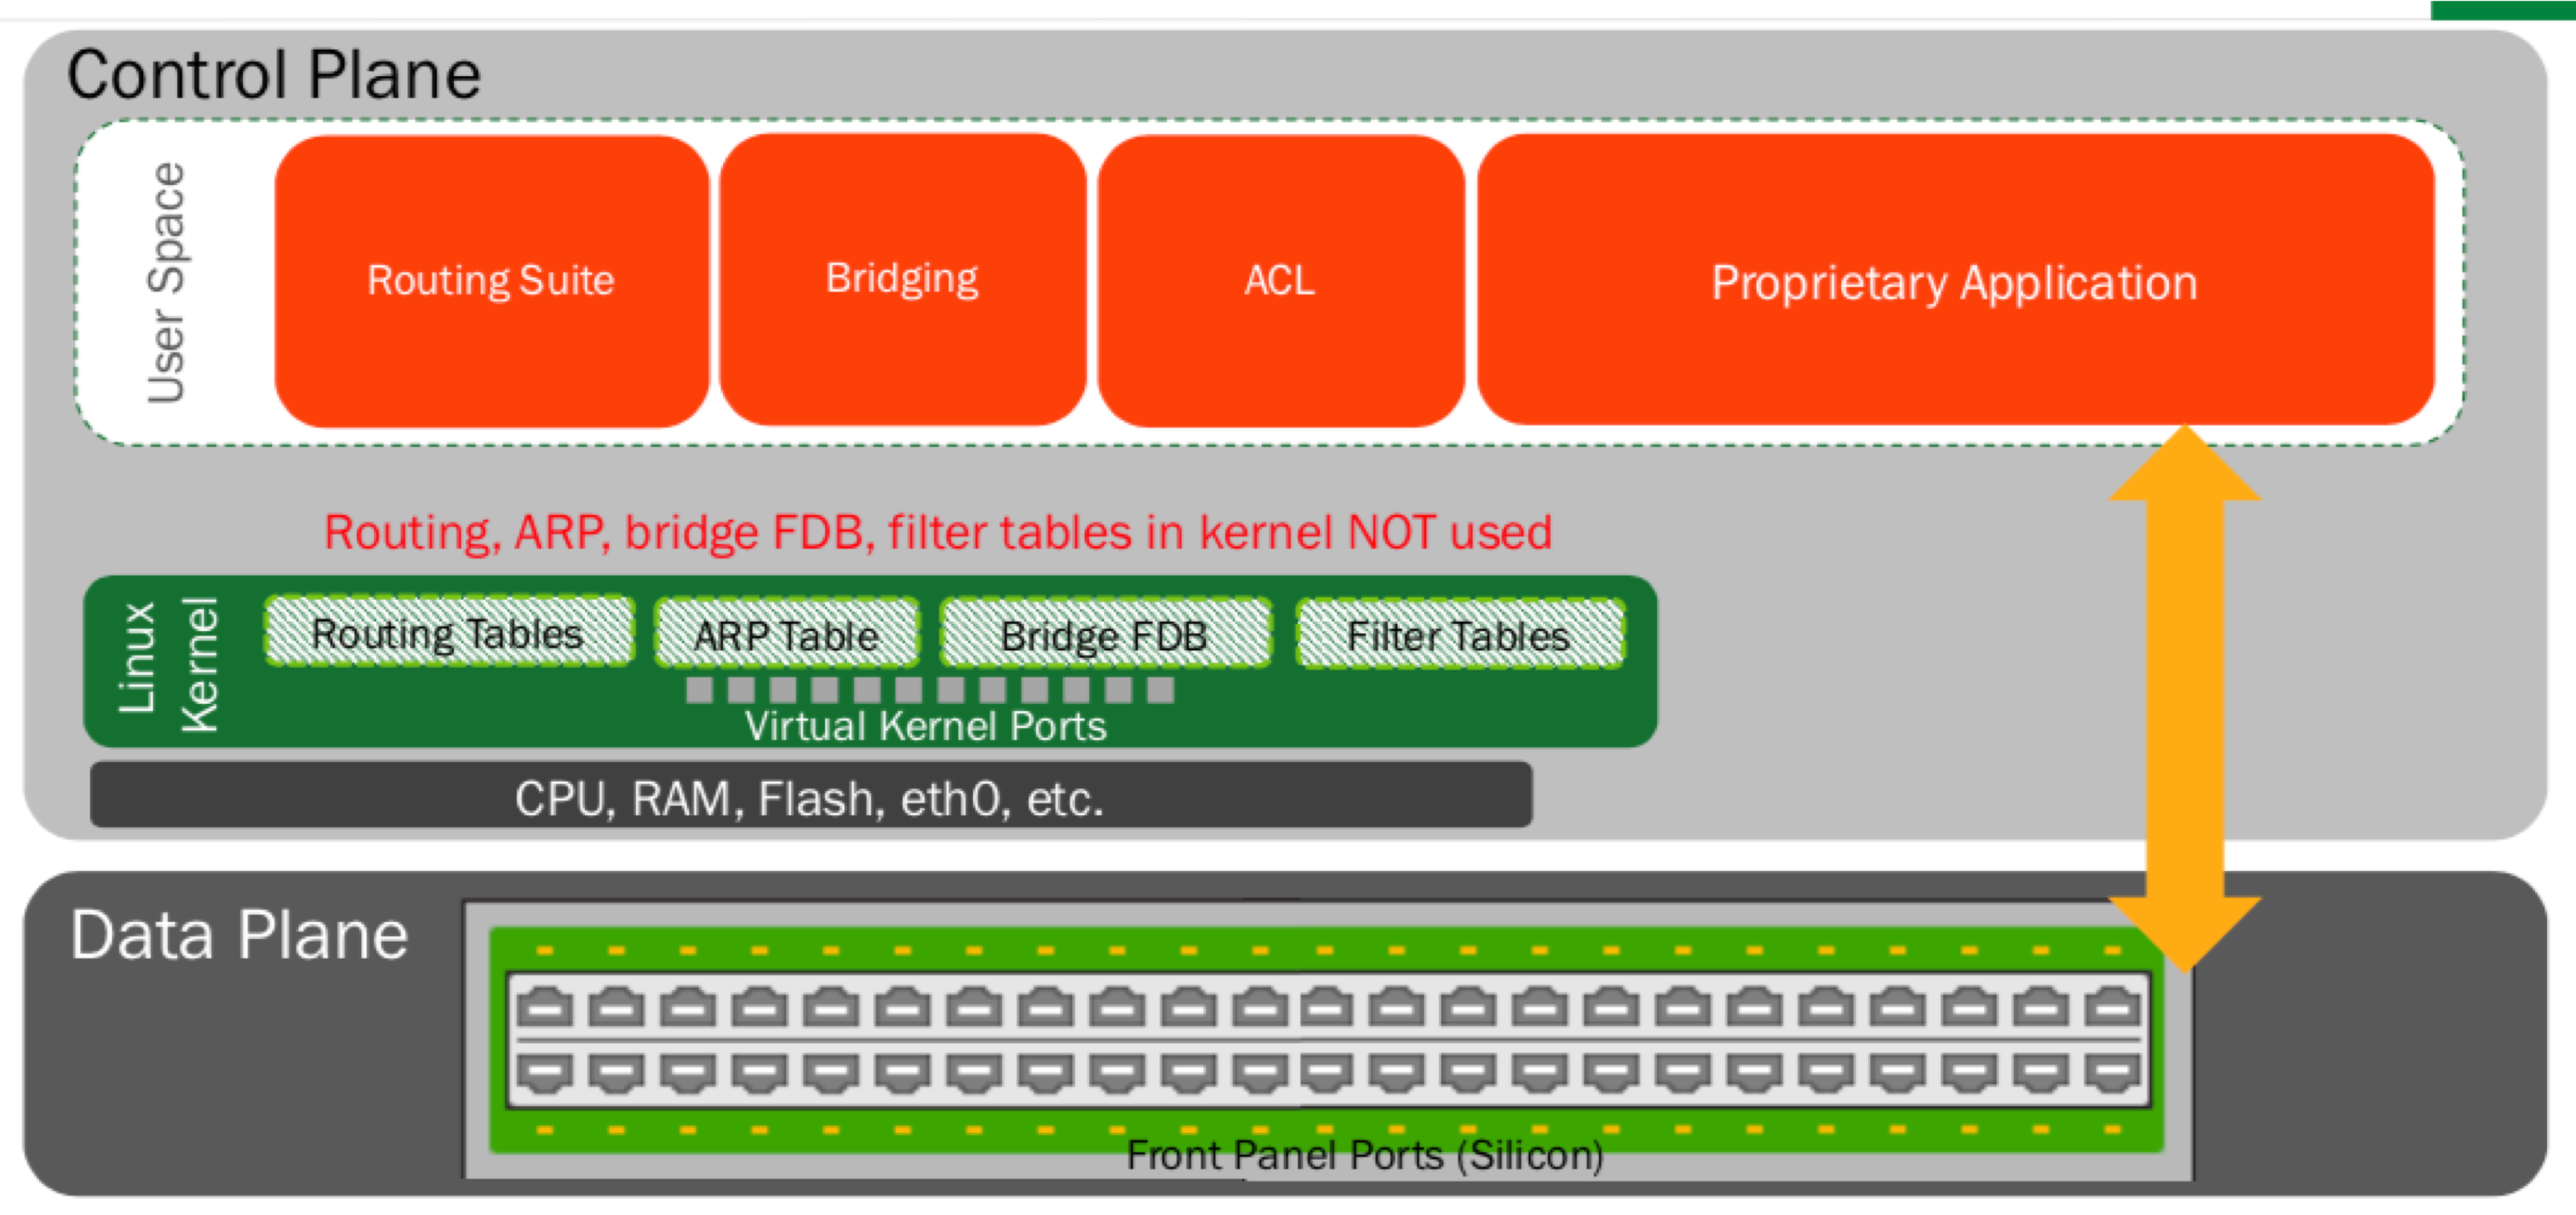 Control Plane
User Space
Routing Suite
Bridging
ACL
Proprietary Application
Routing, ARP, bridge FDB, filter tables in kernel NOT used
Linux
Kernel
Routing Tables
ARP Table
Bridge FDB
Filter Tables
Virtual Kernel Ports
CPU, RAM, Flash, eth0, etc.
Data Plane
Front Panel Ports (Silicon)